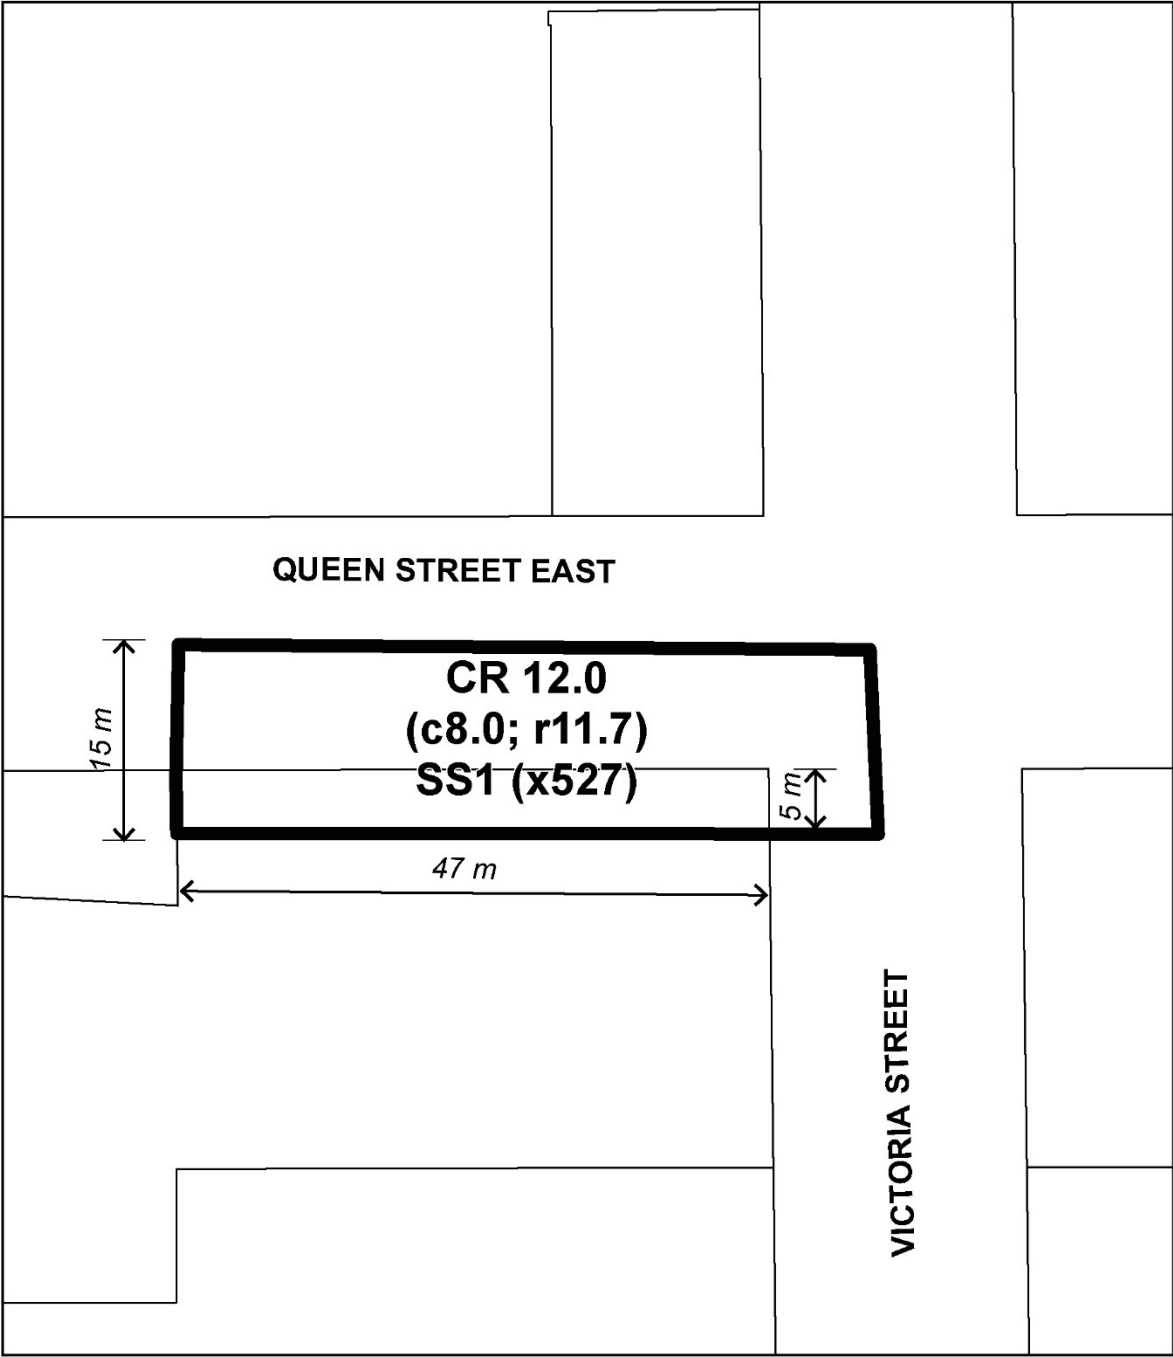 QUEEN STREET EAST
CR 12.0
(c8.0; r11.7)
SS1 (x527)
15 m
5 m
47 m
VICTORIA STREET